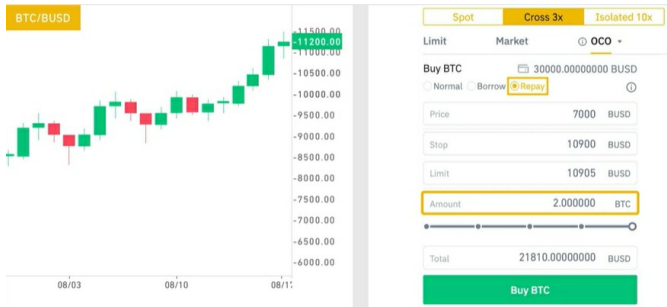 BTC/BUSD
-11500.00
-11200.00
-10500.00
-10000.00
-9500.00
-9000.00
-8500.00
-8000.00
-7500.00
-7000.00
-6500.00
-6000.00
08/03 08/10
Spot Cross 3x Isolated 10x
Limit Market OCO
Buy BTC 30000.00000000 BUSD
Normal Borrow Repay
Price 7000 BUSD
Stop 10900 BUSD
Limit 10905 BUSD
Amount 2.000000 BTC
Total 21810.00000000 BUSD
Buy BTC